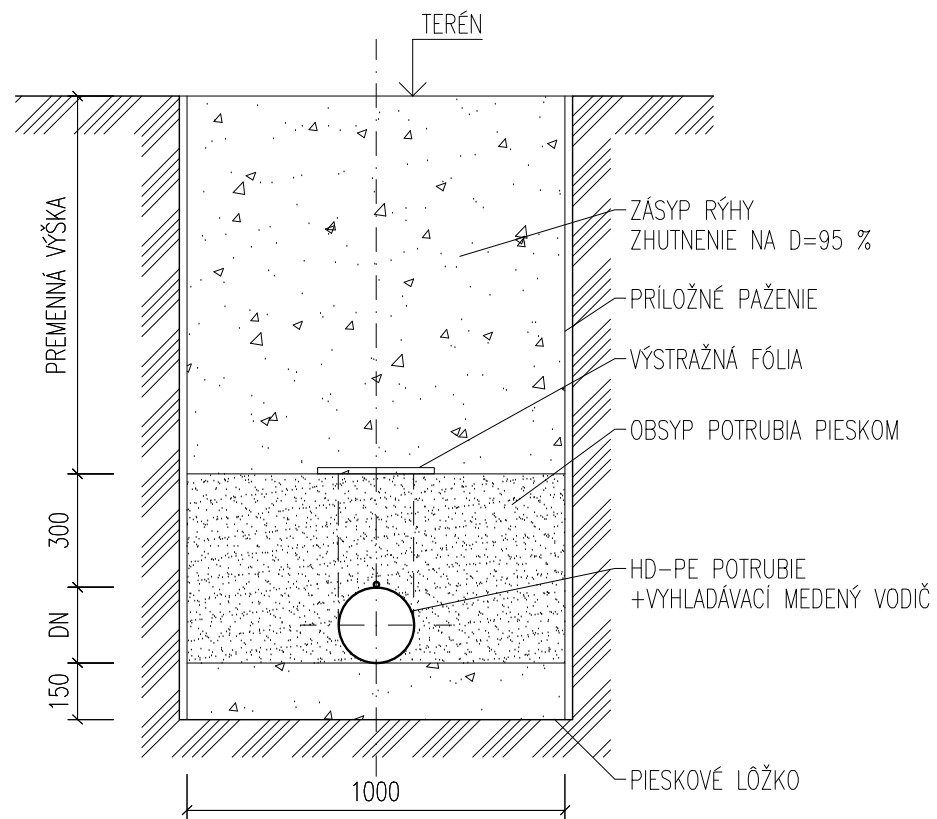 TERÉN
PREMENNÁ VÝŠKA
300
DN
150
ZÁSYP RÝHY
ZHUTNENIE NA D=95 %
PRÍLOŽNÉ PAŽENIE
VÝSTRAŽNÁ FÓLIA
OBSYP POTRUBIA PIESKOM
HD-PE POTRUBIE
+VYHLADÁVACÍ MEDENÝ VODIČ
PIESKOVÉ LÔŽKO
1000